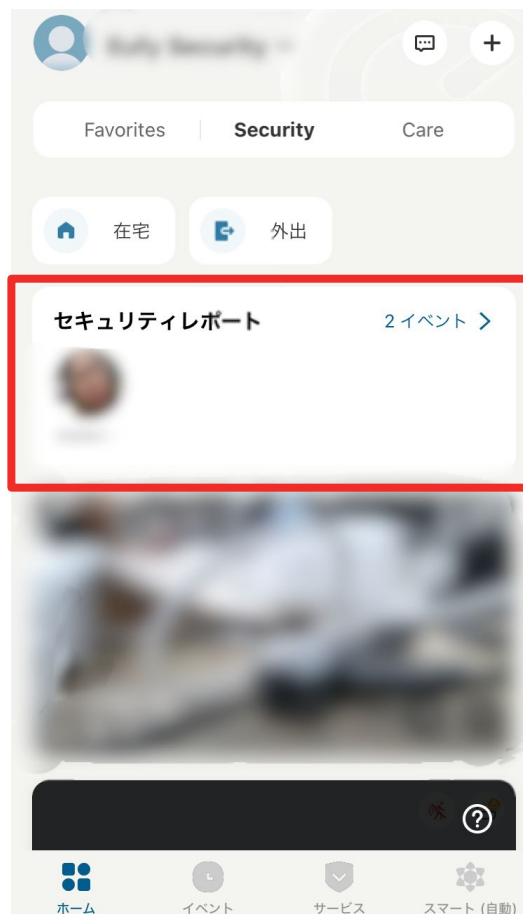 Favorites
Security
Care
在宅
外出
セキュリティレポート
2 イベント
ホーム
イベント
サービス
スマート (自動)